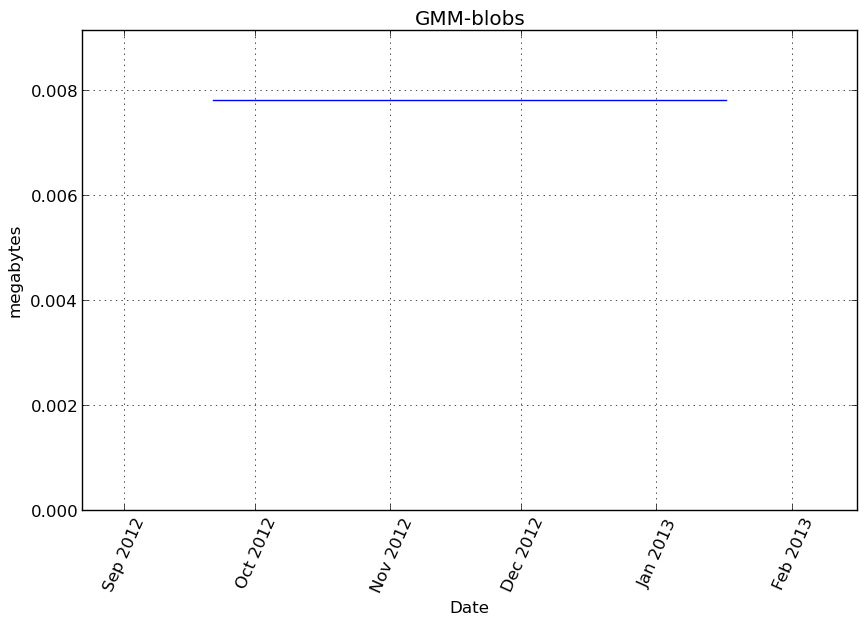 GMM-blobs
0.008
0.006
0.004
0.002
0.000
megabytes
Sep 2012
Oct 2012
Nov 2012
Dec 2012
Jan 2013
Feb 2013
Date